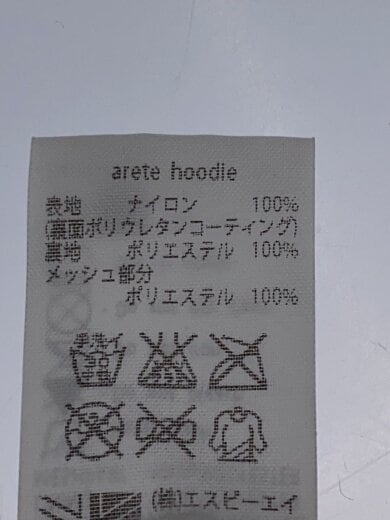 arete hoodie
表地 ナイロン 100%
(裏面ポリウレタンコーティング)
裏地 ポリエステル 100%
メッシュ部分
ポリエステル 100%
手洗イ
(株)エスピーエイ